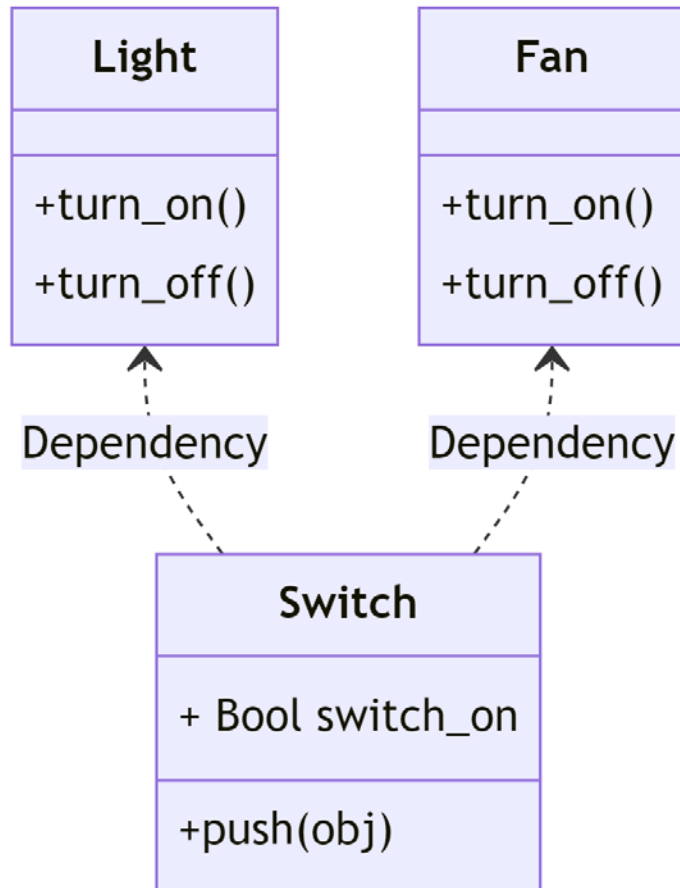 Light
+turn_on()
+turn_off()
Fan
+turn_on()
+turn_off()
Dependency
Dependency
Switch
+ Bool switch_on
+push(obj)